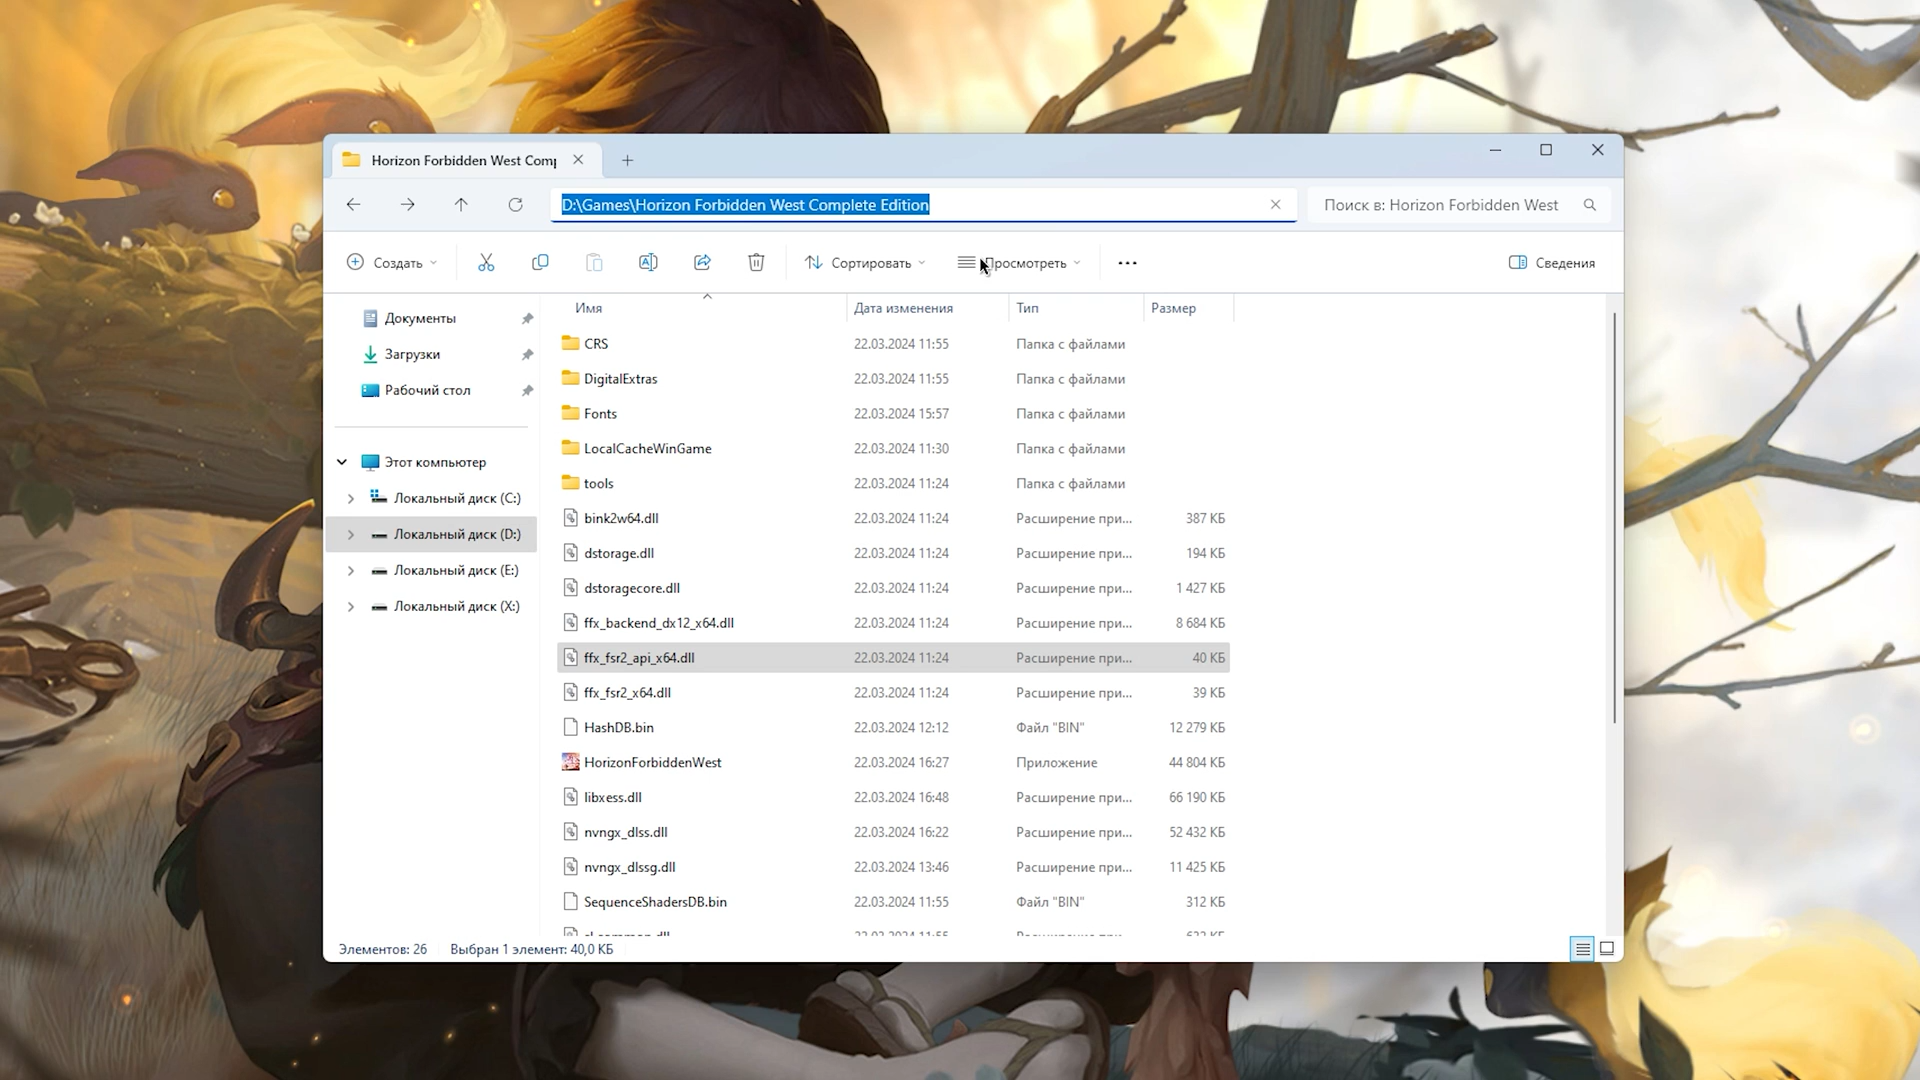 Horizon Forbidden West Comp
D:\Games\Horizon Forbidden West Complete Edition
Поиск в: Horizon Forbidden West
Создать
Сортировать
Просмотреть
Сведения
Документы
Загрузки
Рабочий стол
Этот компьютер
Локальный диск (C:)
Локальный диск (D:)
Локальный диск (E:)
Локальный диск (X:)
Имя Дата изменения Тип Размер
CRS 22.03.2024 11:55 Папка с файлами
DigitalExtras 22.03.2024 11:55 Папка с файлами
Fonts 22.03.2024 15:57 Папка с файлами
LocalCacheWinGame 22.03.2024 11:30 Папка с файлами
tools 22.03.2024 11:24 Папка с файлами
bink2w64.dll 22.03.2024 11:24 Расширение при... 387 КБ
dstorage.dll 22.03.2024 11:24 Расширение при... 194 КБ
dstoragecore.dll 22.03.2024 11:24 Расширение при... 1 427 КБ
ffx_backend_dx12_x64.dll 22.03.2024 11:24 Расширение при... 8 684 КБ
ffx_fsr2_api_x64.dll 22.03.2024 11:24 Расширение при... 40 КБ
ffx_fsr2_x64.dll 22.03.2024 11:24 Расширение при... 39 КБ
HashDB.bin 22.03.2024 12:12 Файл "BIN" 12 279 КБ
HorizonForbiddenWest 22.03.2024 16:27 Приложение 44 804 КБ
libxess.dll 22.03.2024 16:48 Расширение при... 66 190 КБ
nvngx_dlss.dll 22.03.2024 16:22 Расширение при... 52 432 КБ
nvngx_dlssg.dll 22.03.2024 13:46 Расширение при... 11 425 КБ
SequenceShadersDB.bin 22.03.2024 11:55 Файл "BIN" 312 КБ
Элементов: 26 Выбран 1 элемент: 40,0 КБ